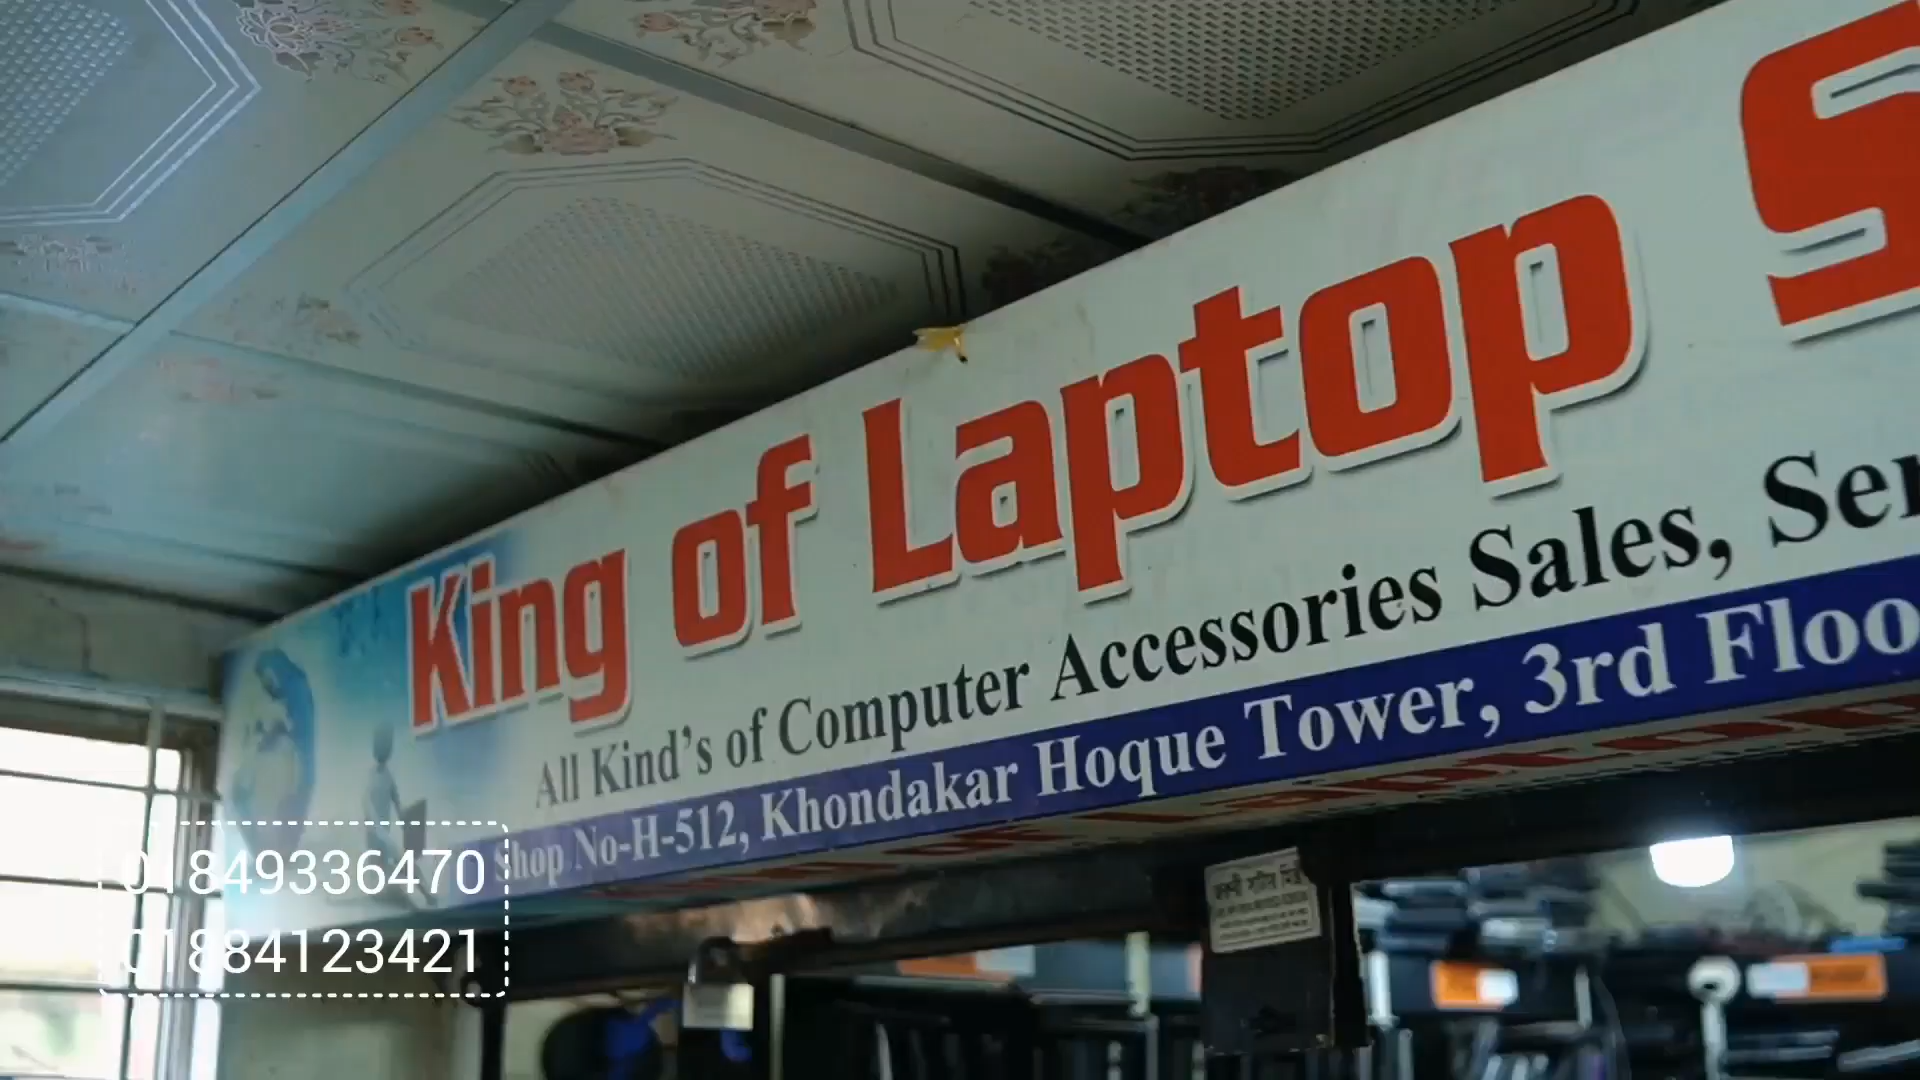 King of Laptop S
All Kind's of Computer Accessories Sales, Ser
Shop No-H-512, Khondakar Hoque Tower, 3rd Floo
01849336470
01884123421